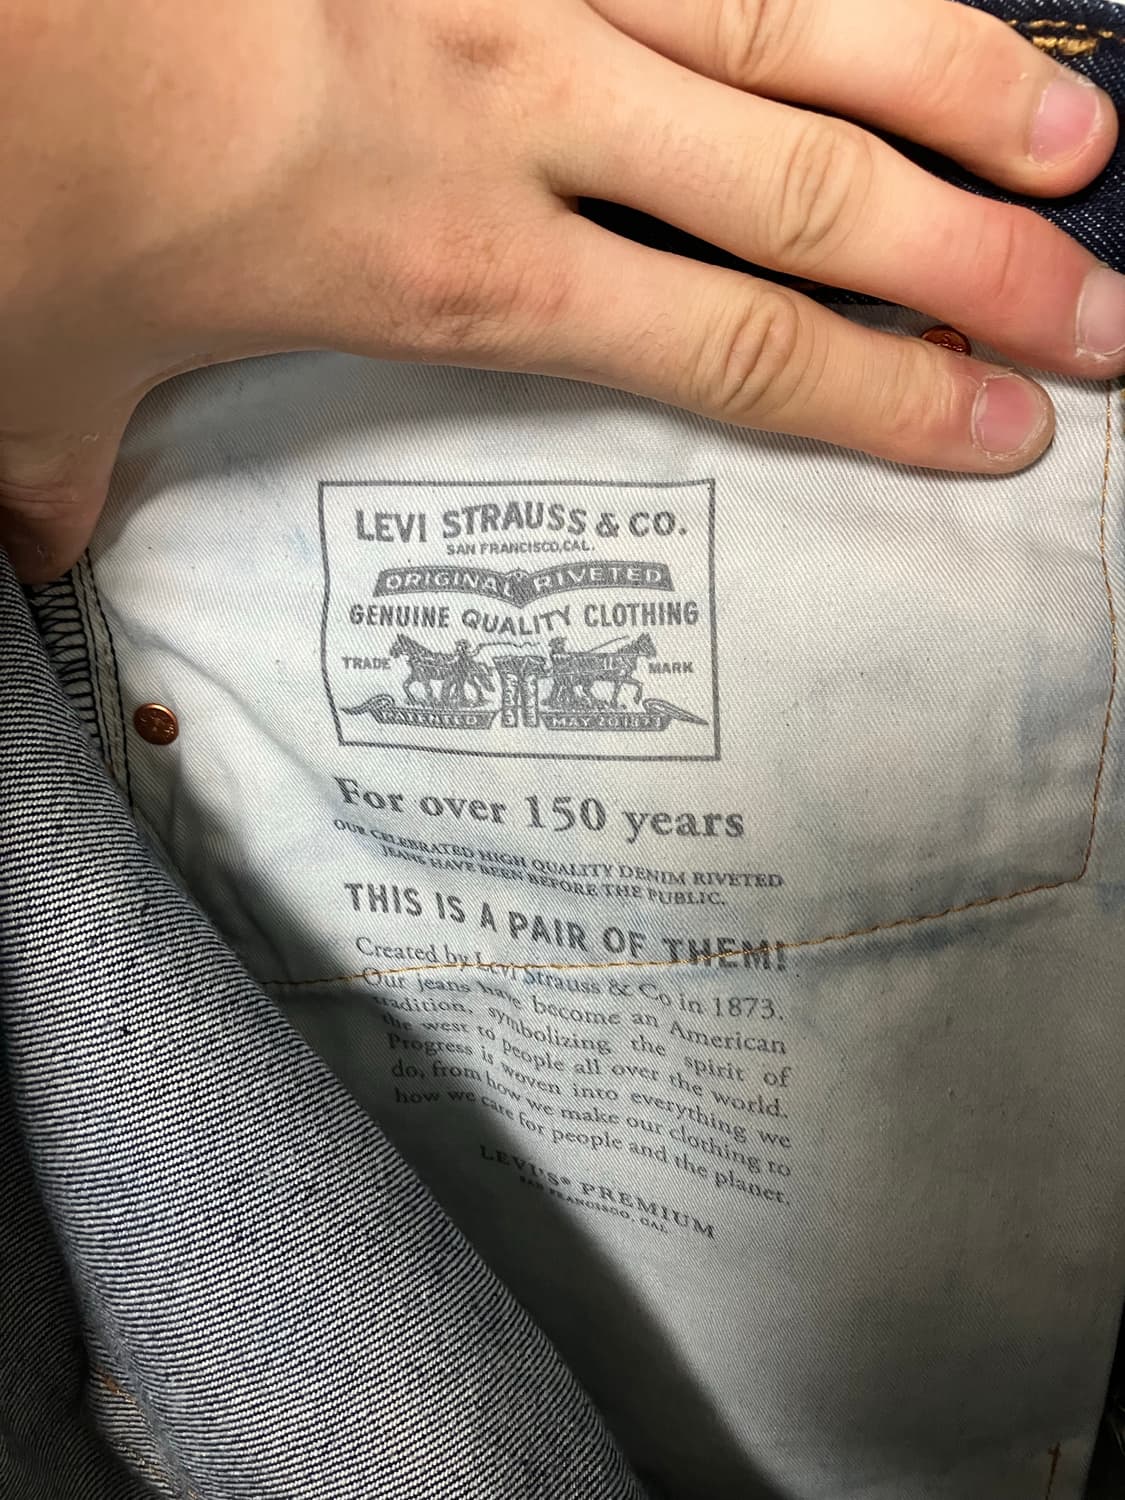 LEVI STRAUSS & CO.
SAN FRANCISCO, CAL.
ORIGINAL RIVETED
GENUINE QUALITY CLOTHING
TRADE MARK
PATENTED MAY 20 1873
For over 150 years
OUR CELEBRATED HIGH QUALITY DENIM RIVETED
JEANS HAVE BEEN BEFORE THE PUBLIC.
THIS IS A PAIR OF THEM!
Created by Levi Strauss & Co in 1873.
Our jeans have become an American
tradition, symbolizing the spirit of
the west to people all over the world.
Progress is woven into everything we
do, from how we make our clothing to
how we care for people and the planet.
LEVI'S® PREMIUM
SAN FRANCISCO, CAL.